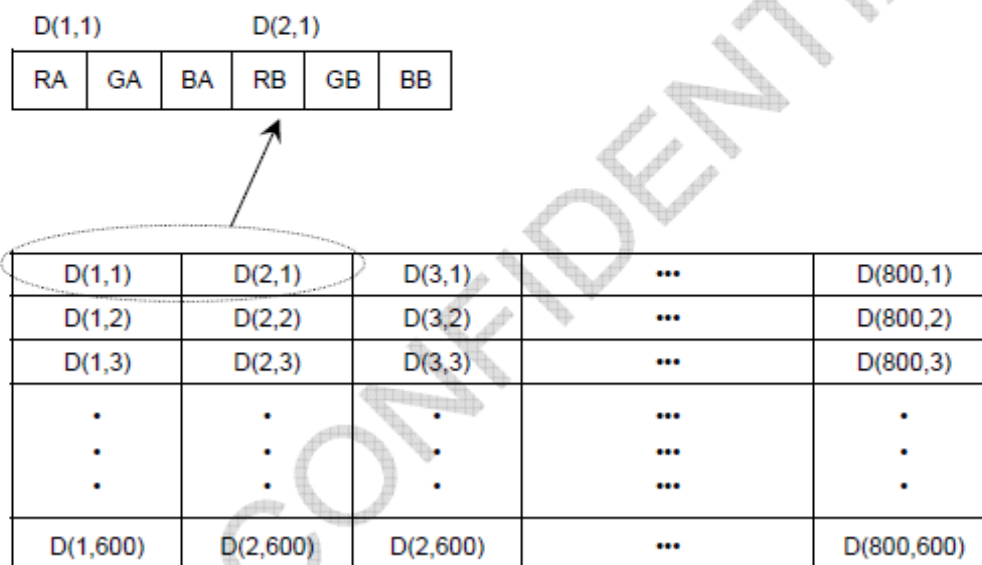 D(1,1) D(2,1)
RA GA BA RB GB BB
D(1,1) D(2,1) D(3,1) ••• D(800,1)
D(1,2) D(2,2) D(3,2) ••• D(800,2)
D(1,3) D(2,3) D(3,3) ••• D(800,3)
• • • ••• •
• • • ••• •
• • • ••• •
D(1,600) D(2,600) D(2,600) ••• D(800,600)
CONFIDENTI